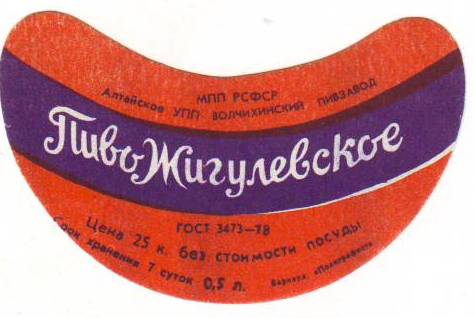 МПП РСФСР
Алтайское УПП ВОЛЧИХИНСКИЙ ПИВЗАВОД
Пиво Жигулевское
ГОСТ 3473—78
Цена 25 к. без стоимости посуды
Срок хранения 7 суток 0,5 л.
«Полиграфист»